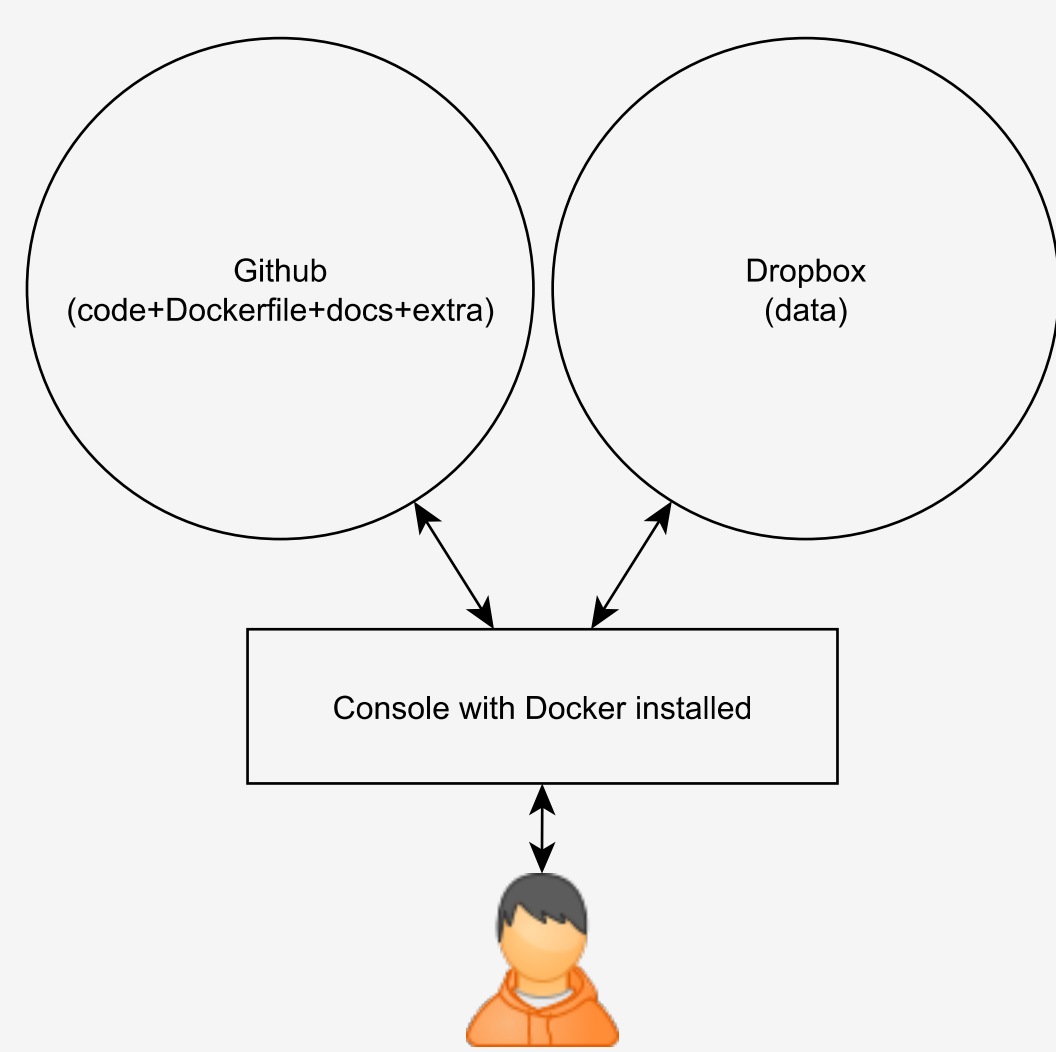 Github
(code+Dockerfile+docs+extra)
Dropbox
(data)
Console with Docker installed